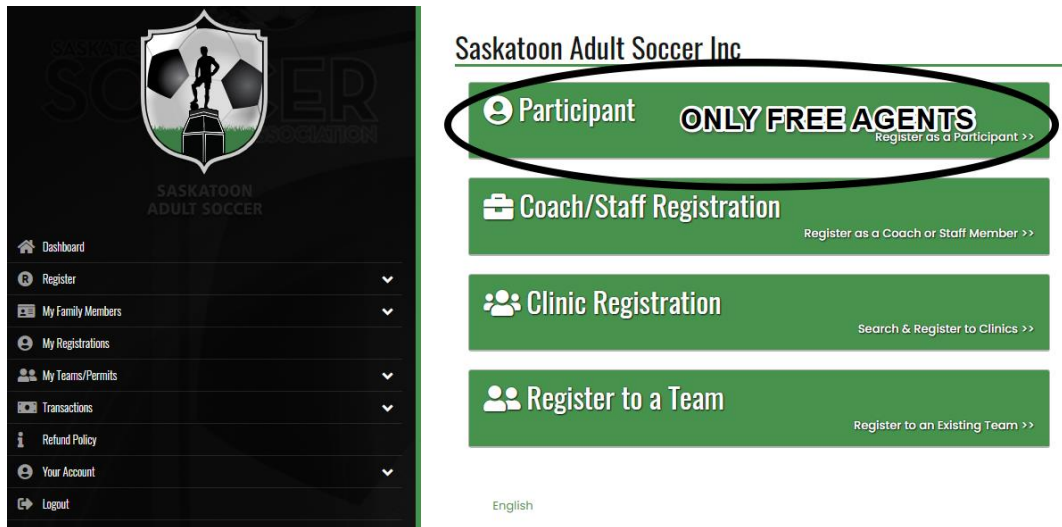 SASKATOON
ADULT SOCCER
Dashboard
Register
My Family Members
My Registrations
My Teams/Permits
Transactions
Refund Policy
Your Account
Logout
Saskatoon Adult Soccer Inc
Participant
ONLY FREE AGENTS
Register as a Participant >>
Coach/Staff Registration
Register as a Coach or Staff Member >>
Clinic Registration
Search & Register to Clinics >>
Register to a Team
Register to an Existing Team >>
English